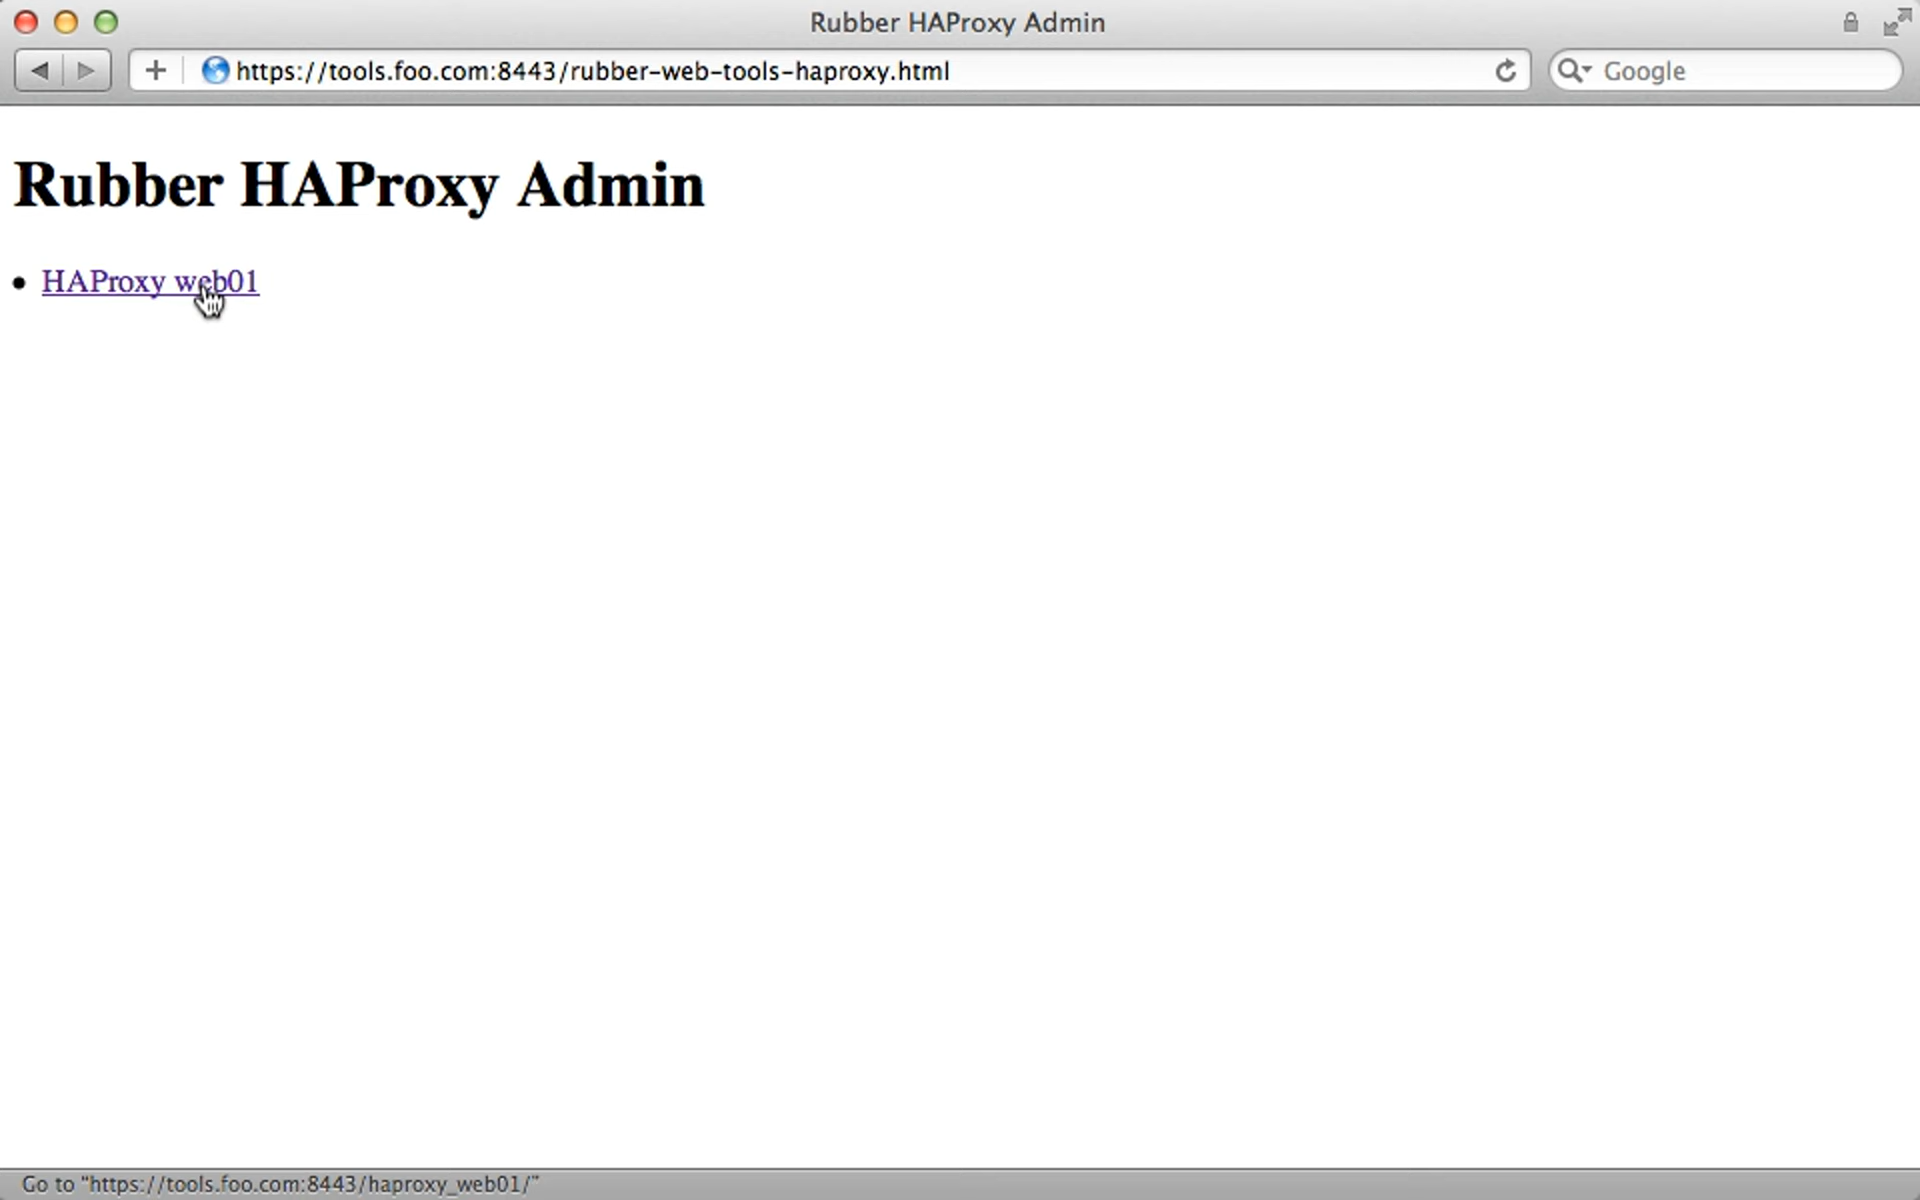 Rubber HAProxy Admin
https://tools.foo.com:8443/rubber-web-tools-haproxy.html
Google
Rubber HAProxy Admin
HAProxy web01
Go to "https://tools.foo.com:8443/haproxy_web01/"